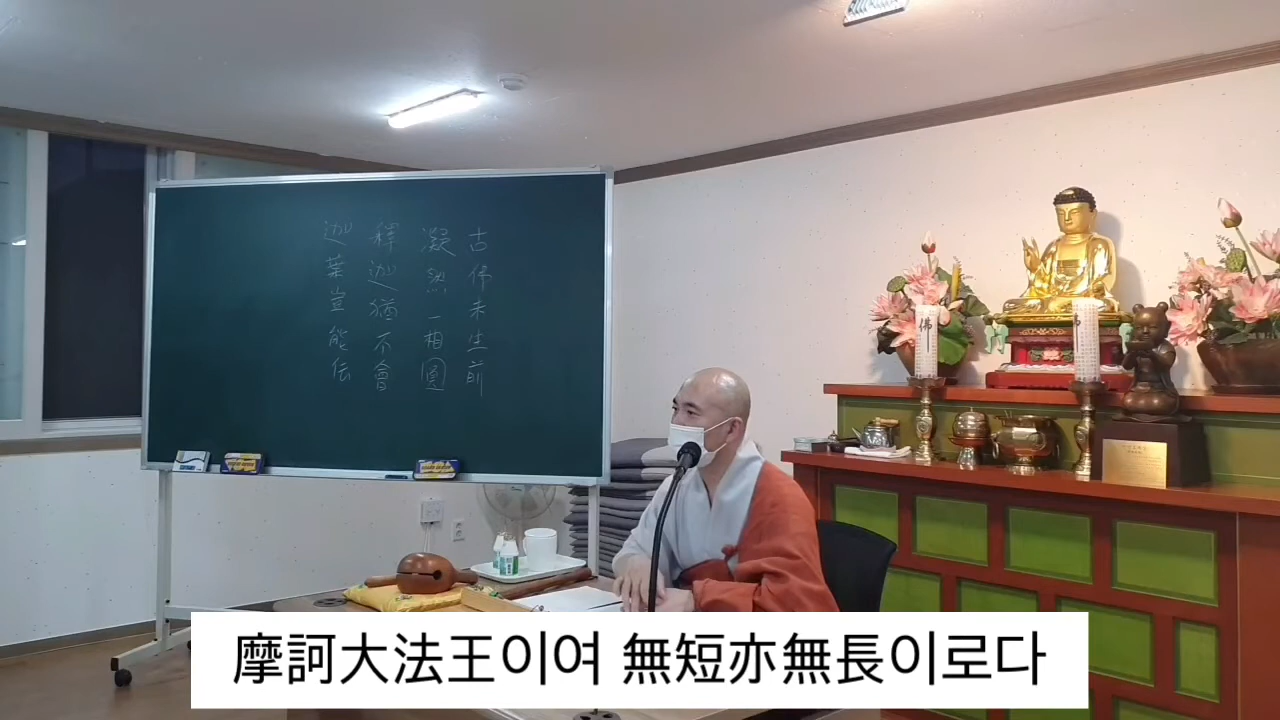 古佛未生前
凝然一相圓
釋迦猶不會
迦葉豈能伝
佛
摩訶大法王이여 無短亦無長이로다